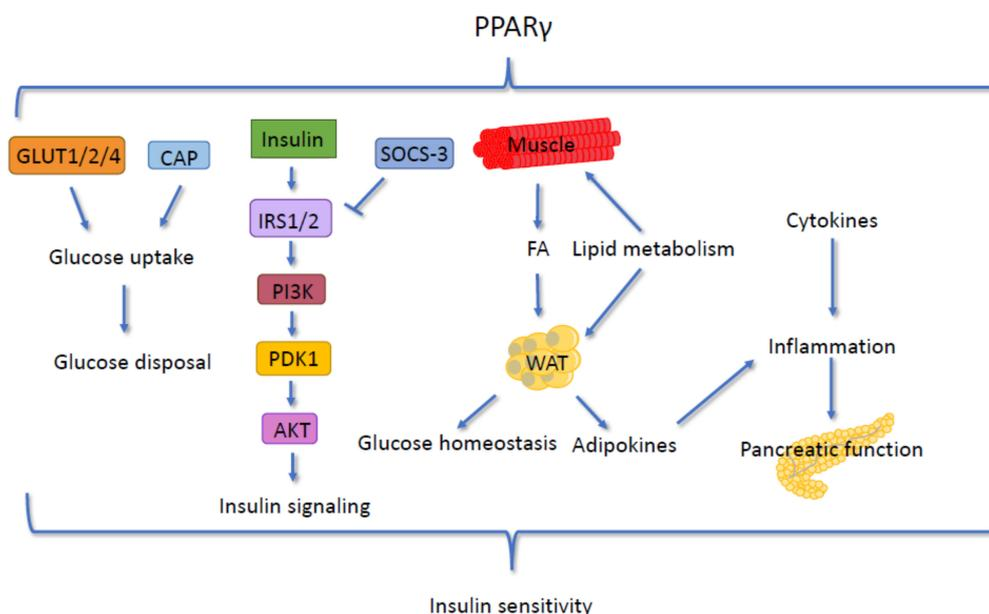 PPARγ
GLUT1/2/4
CAP
Insulin
SOCS-3
Muscle
IRS1/2
Cytokines
Glucose uptake
FA
Lipid metabolism
PI3K
Inflammation
Glucose disposal
PDK1
WAT
AKT
Glucose homeostasis
Adipokines
Pancreatic function
Insulin signaling
Insulin sensitivity